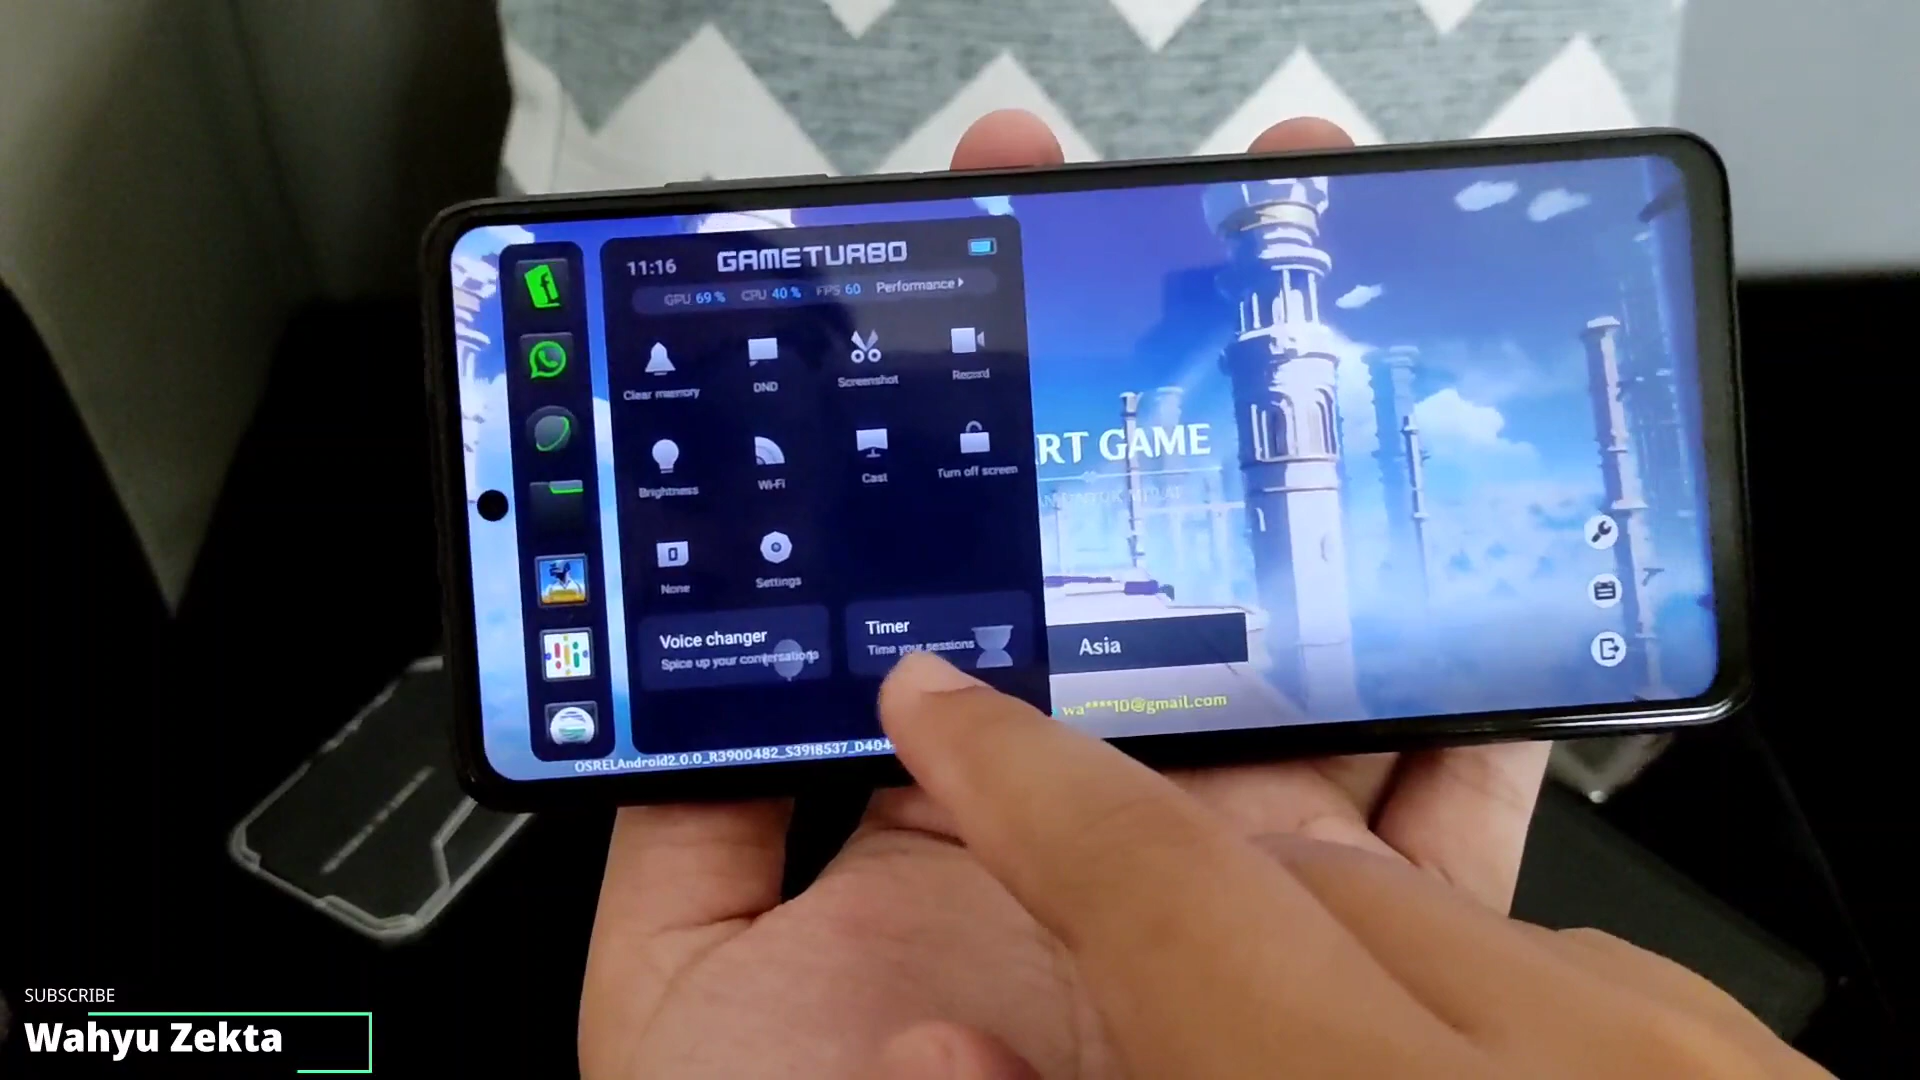 11:16 GAMETURBO
GPU 69 % CPU 40 % FPS 60 Performance
Clear memory DND Screenshot Record
Brightness Wi-Fi Cast Turn off screen
None Settings
Voice changer Timer
Spice up your conversations Time your sessions
RT GAME
Asia
wa****10@gmail.com
OSRELAndroid2.0.0_R3900482_S3918537_D404
SUBSCRIBE
Wahyu Zekta